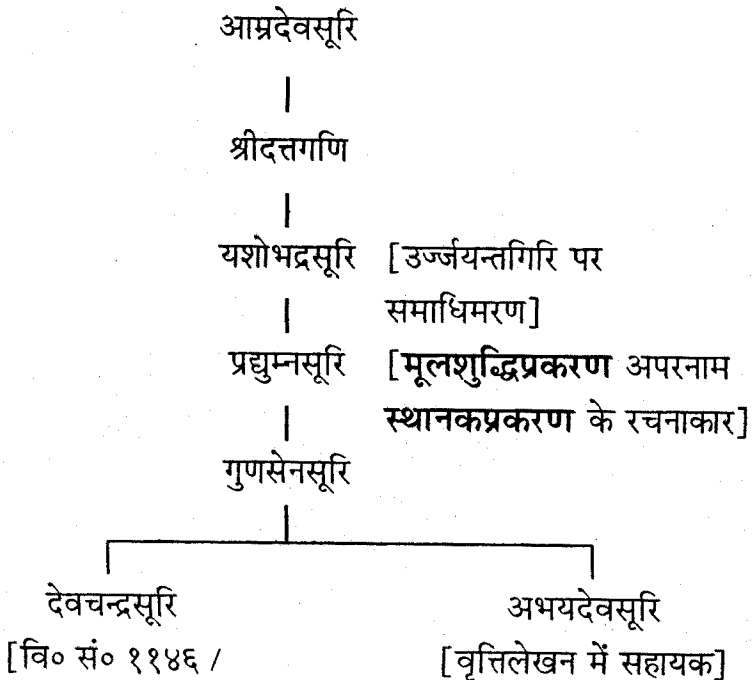 आम्रदेवसूरि
श्रीदत्तगणि
यशोभद्रसूरि [उर्ज्जयन्तगिरि पर
समाधिमरण]
प्रद्युम्नसूरि [मूलशुद्धिप्रकरण अपरनाम
स्थानकप्रकरण के रचनाकार]
गुणसेनसूरि
देवचन्द्रसूरि अभयदेवसूरि
[वि० सं० ११४६ / [वृत्तिलेखन में सहायक]